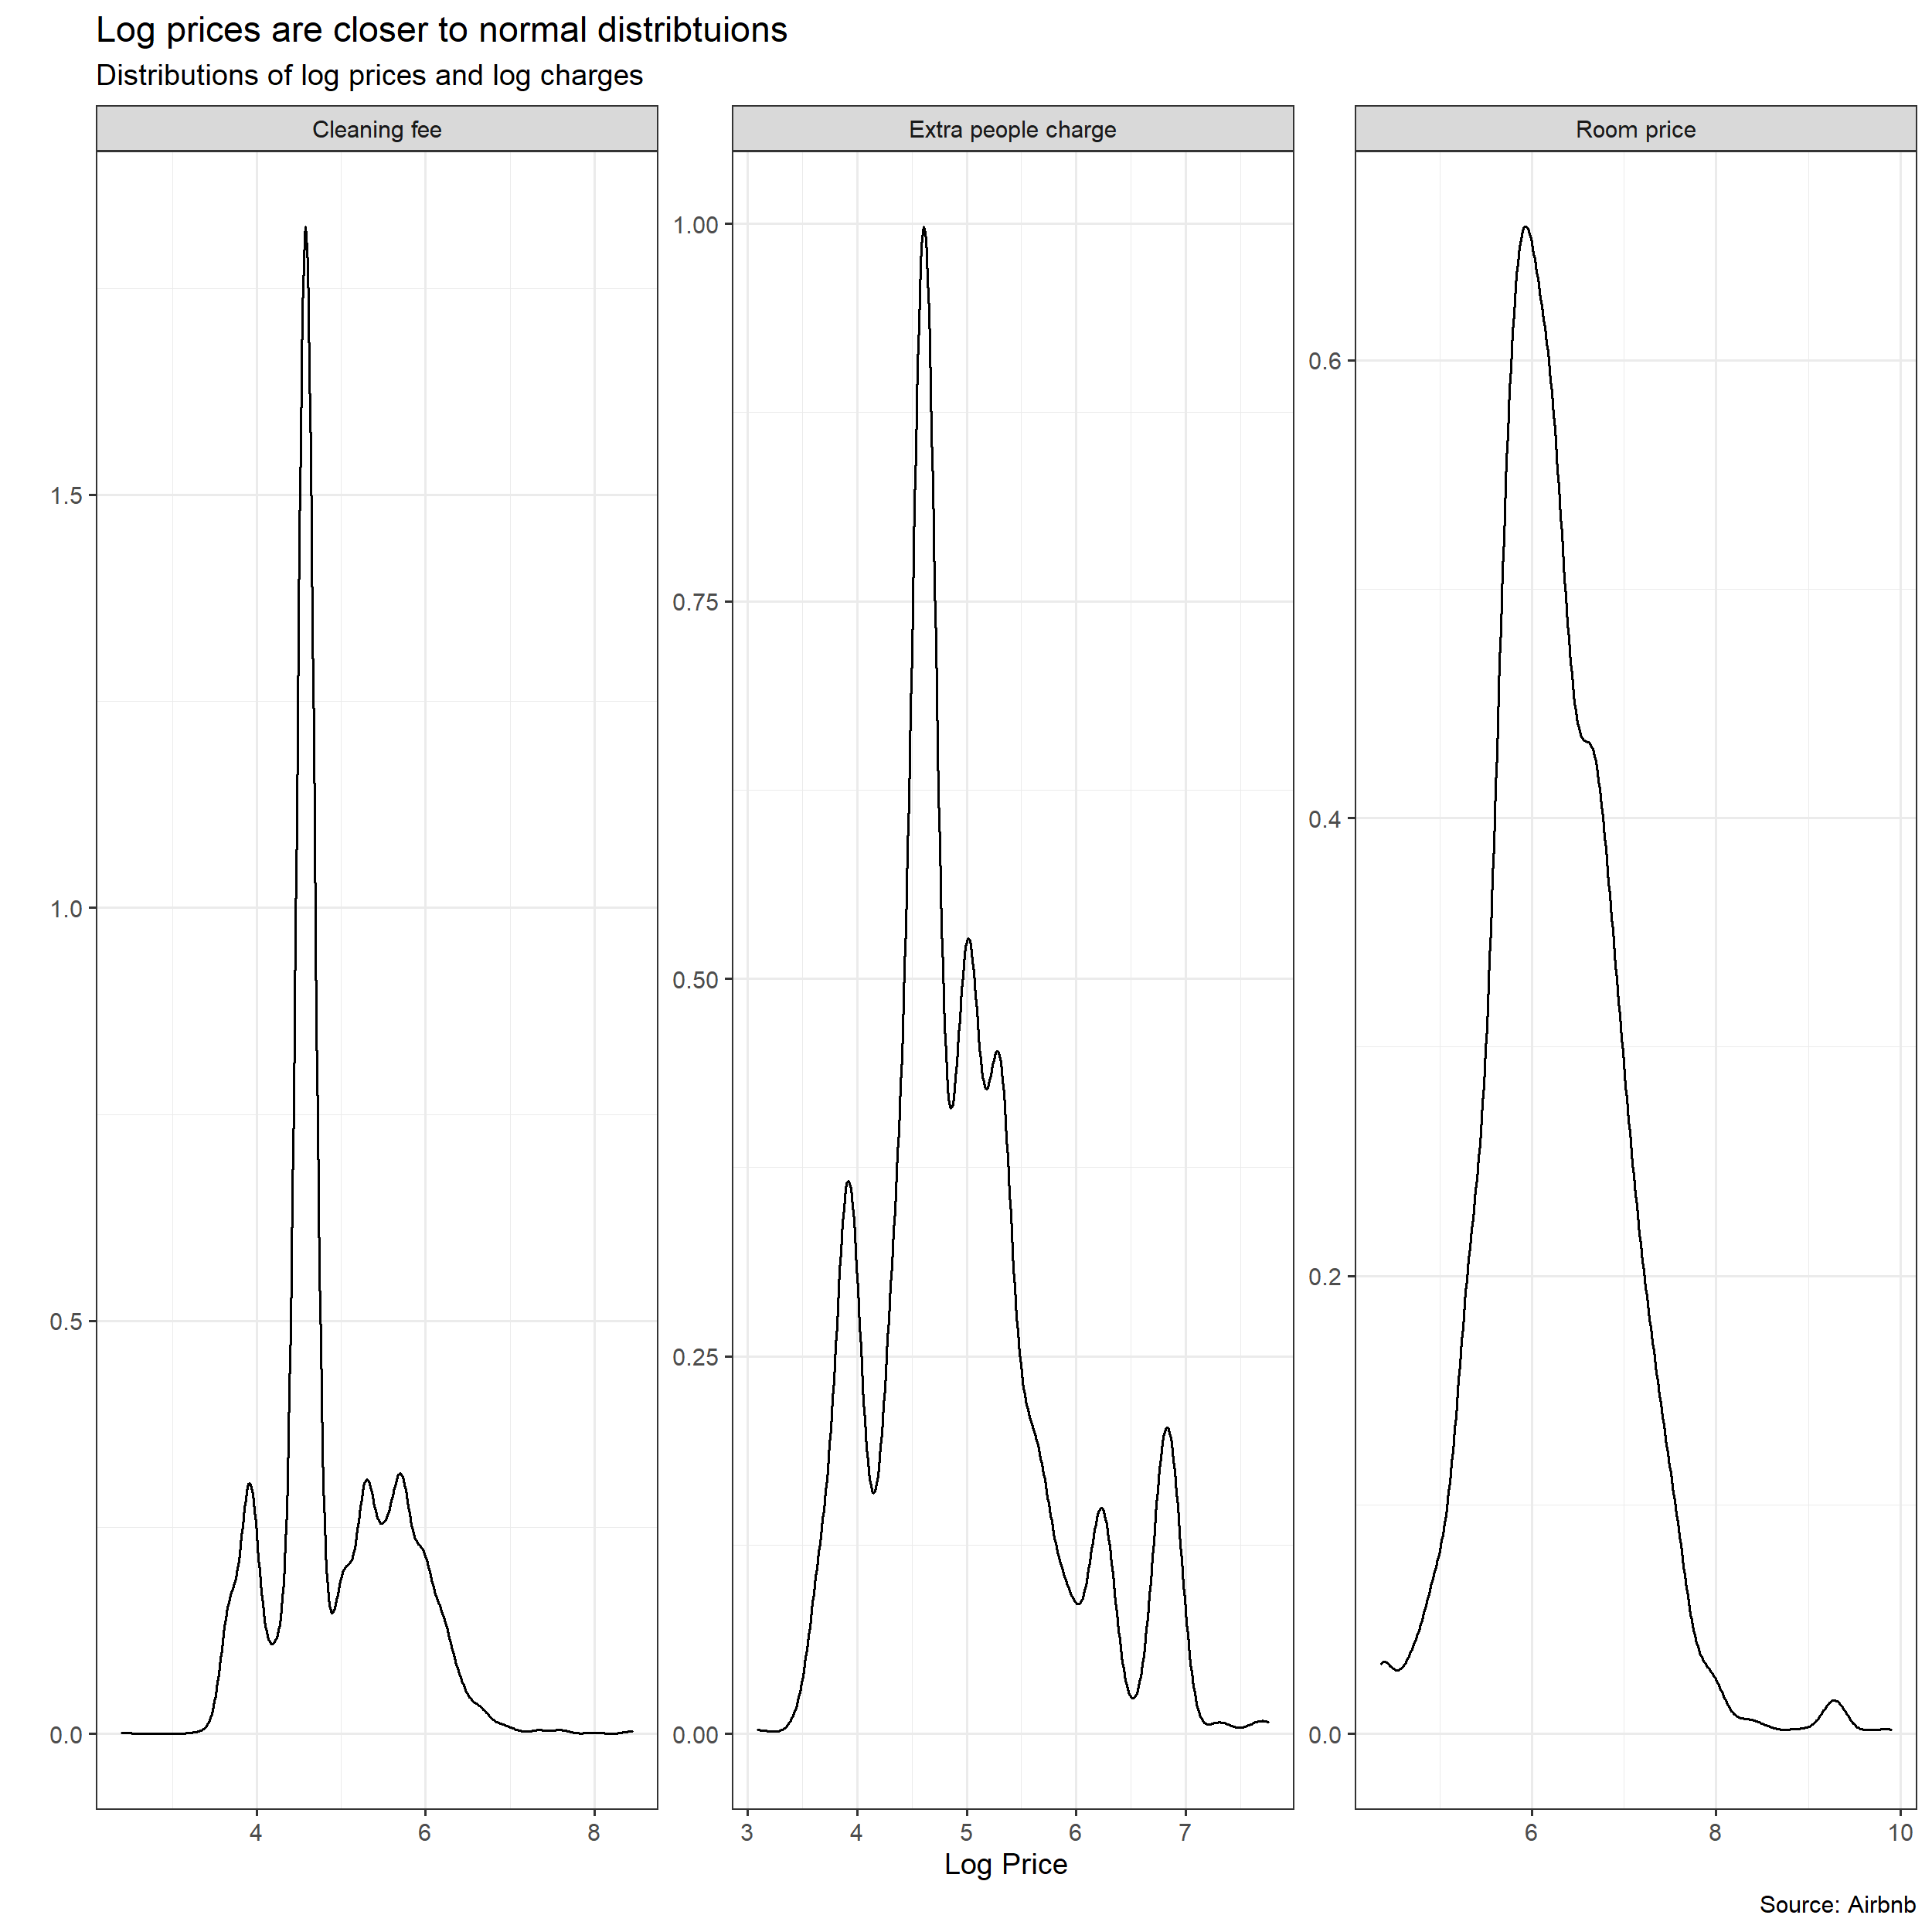 Log prices are closer to normal distribtuions
Distributions of log prices and log charges
Cleaning fee
Extra people charge
Room price
1.5
1.0
0.5
0.0
1.00
0.75
0.50
0.25
0.00
0.6
0.4
0.2
0.0
4 6 8
3 4 5 6 7
6 8 10
Log Price
Source: Airbnb